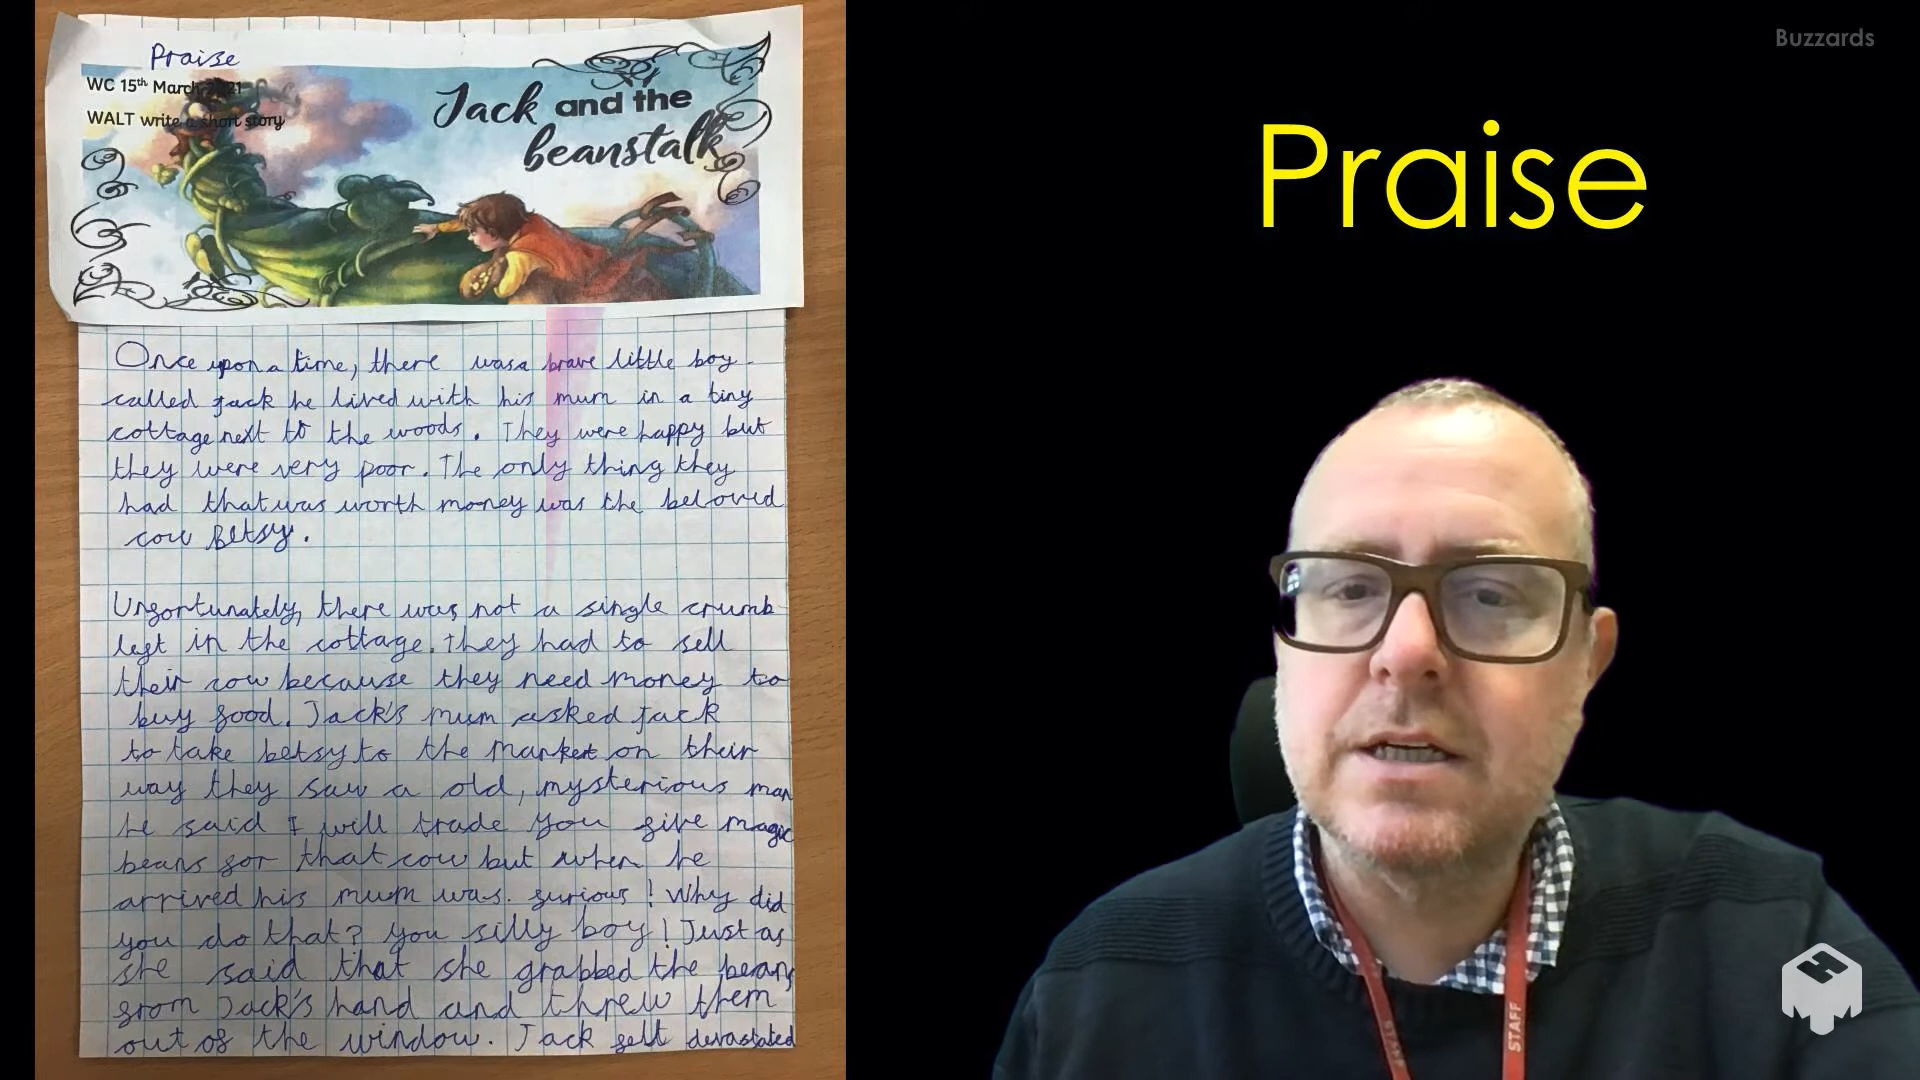 Praise
WC 15th March 2021
WALT write a short story
Jack and the
beanstalk
Once upon a time, there was a brave little boy
called Jack he lived with his mum in a tiny
cottage next to the woods. They were happy but
they were very poor. The only thing they
had that was worth money was the beloved
cow Betsy.
Unfortunately, there was not a single crumb
left in the cottage. They had to sell
their cow because they need money to
buy food. Jack's mum asked Jack
to take betsy to the market on their
way they saw a old, mysterious man
he said I will trade you five magic
beans for that cow but when he
arrived his mum was. furious! Why did
you do that? you silly boy! Just as
she said that she grabbed the beans
from Jack's hand and threw them
out of the window. Jack felt devastated
Buzzards
Praise
STAFF
STAFF